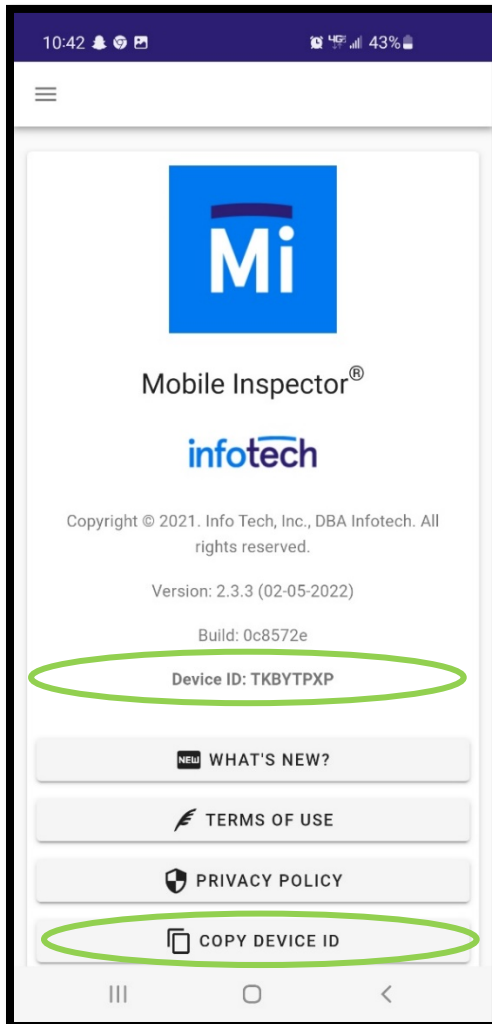 10:42 4GE 43%
Mi
Mobile Inspector®
infotech
Copyright © 2021. Info Tech, Inc., DBA Infotech. All
rights reserved.
Version: 2.3.3 (02-05-2022)
Build: 0c8572e
Device ID: TKBYTPXP
NEW WHAT'S NEW?
TERMS OF USE
PRIVACY POLICY
COPY DEVICE ID